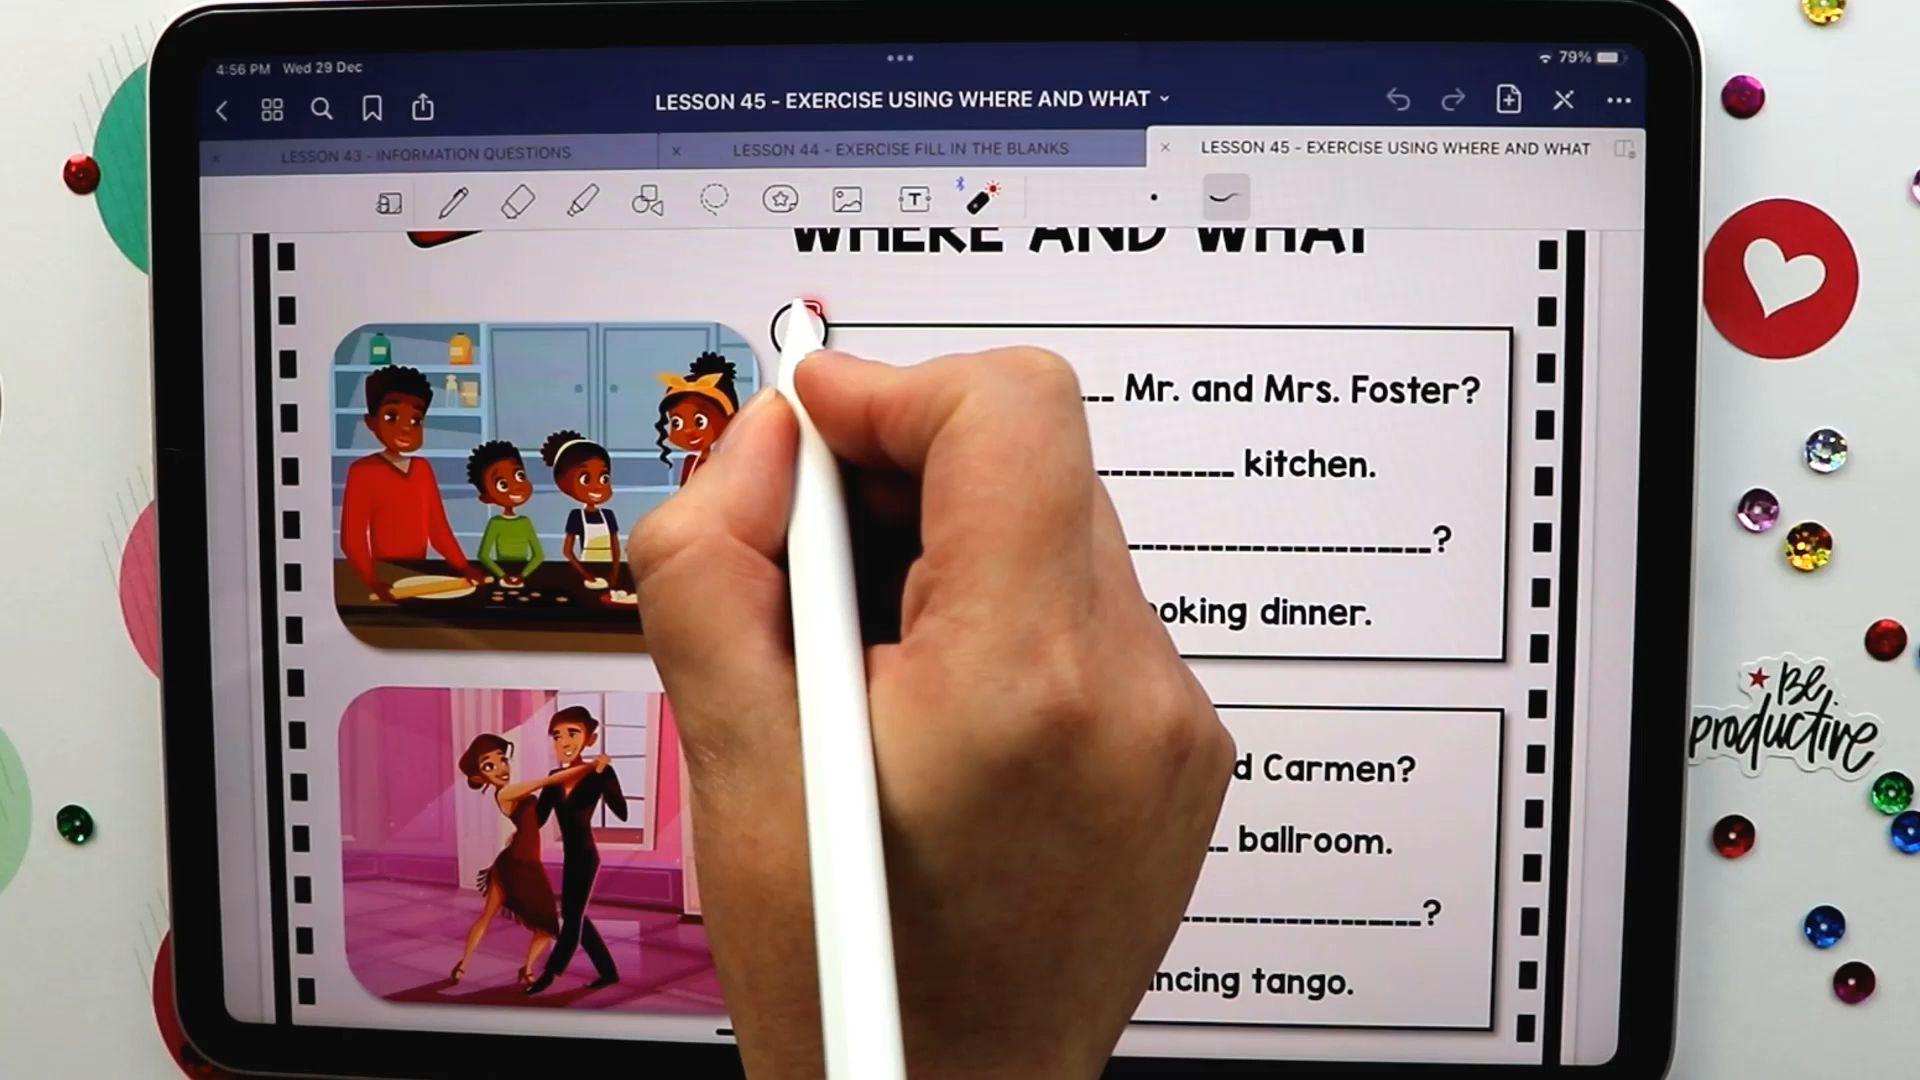 4:56 PM Wed 29 Dec
79%
LESSON 45 - EXERCISE USING WHERE AND WHAT
LESSON 43 - INFORMATION QUESTIONS
LESSON 44 - EXERCISE FILL IN THE BLANKS
LESSON 45 - EXERCISE USING WHERE AND WHAT
T
WHERE AND WHAT
Mr. and Mrs. Foster?
kitchen.
?
dinner.
Carmen?
ballroom.
?
tango.
Be
productive